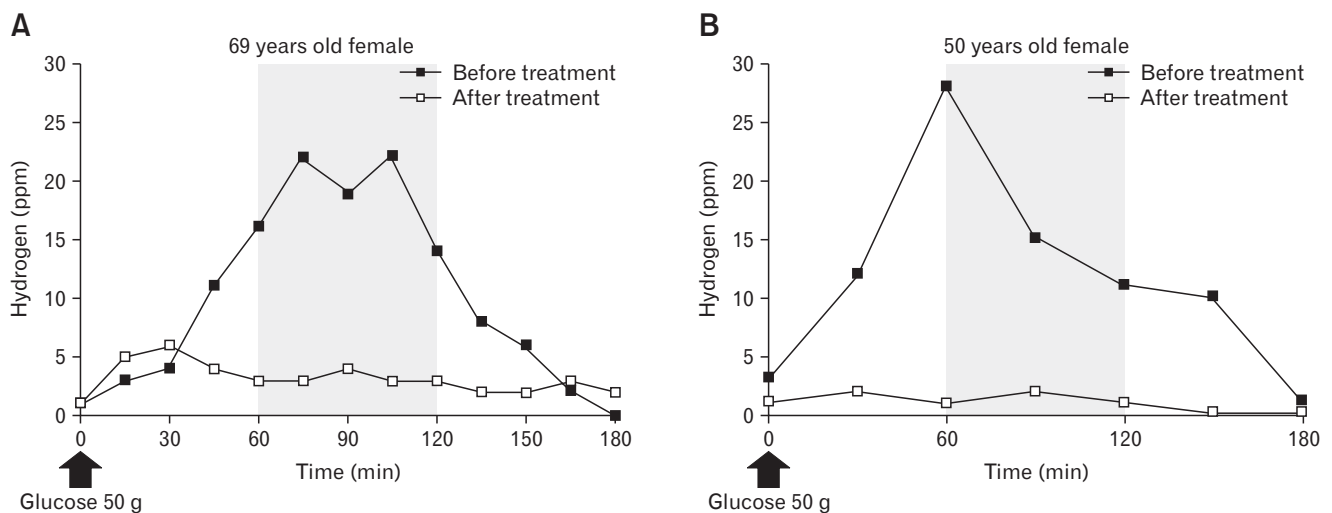 A
69 years old female
Before treatment
After treatment
Hydrogen (ppm)
30
25
20
15
10
5
0
0 30 60 90 120 150 180
Time (min)
Glucose 50 g
B
50 years old female
Before treatment
After treatment
Hydrogen (ppm)
30
25
20
15
10
5
0
0 60 120 180
Time (min)
Glucose 50 g